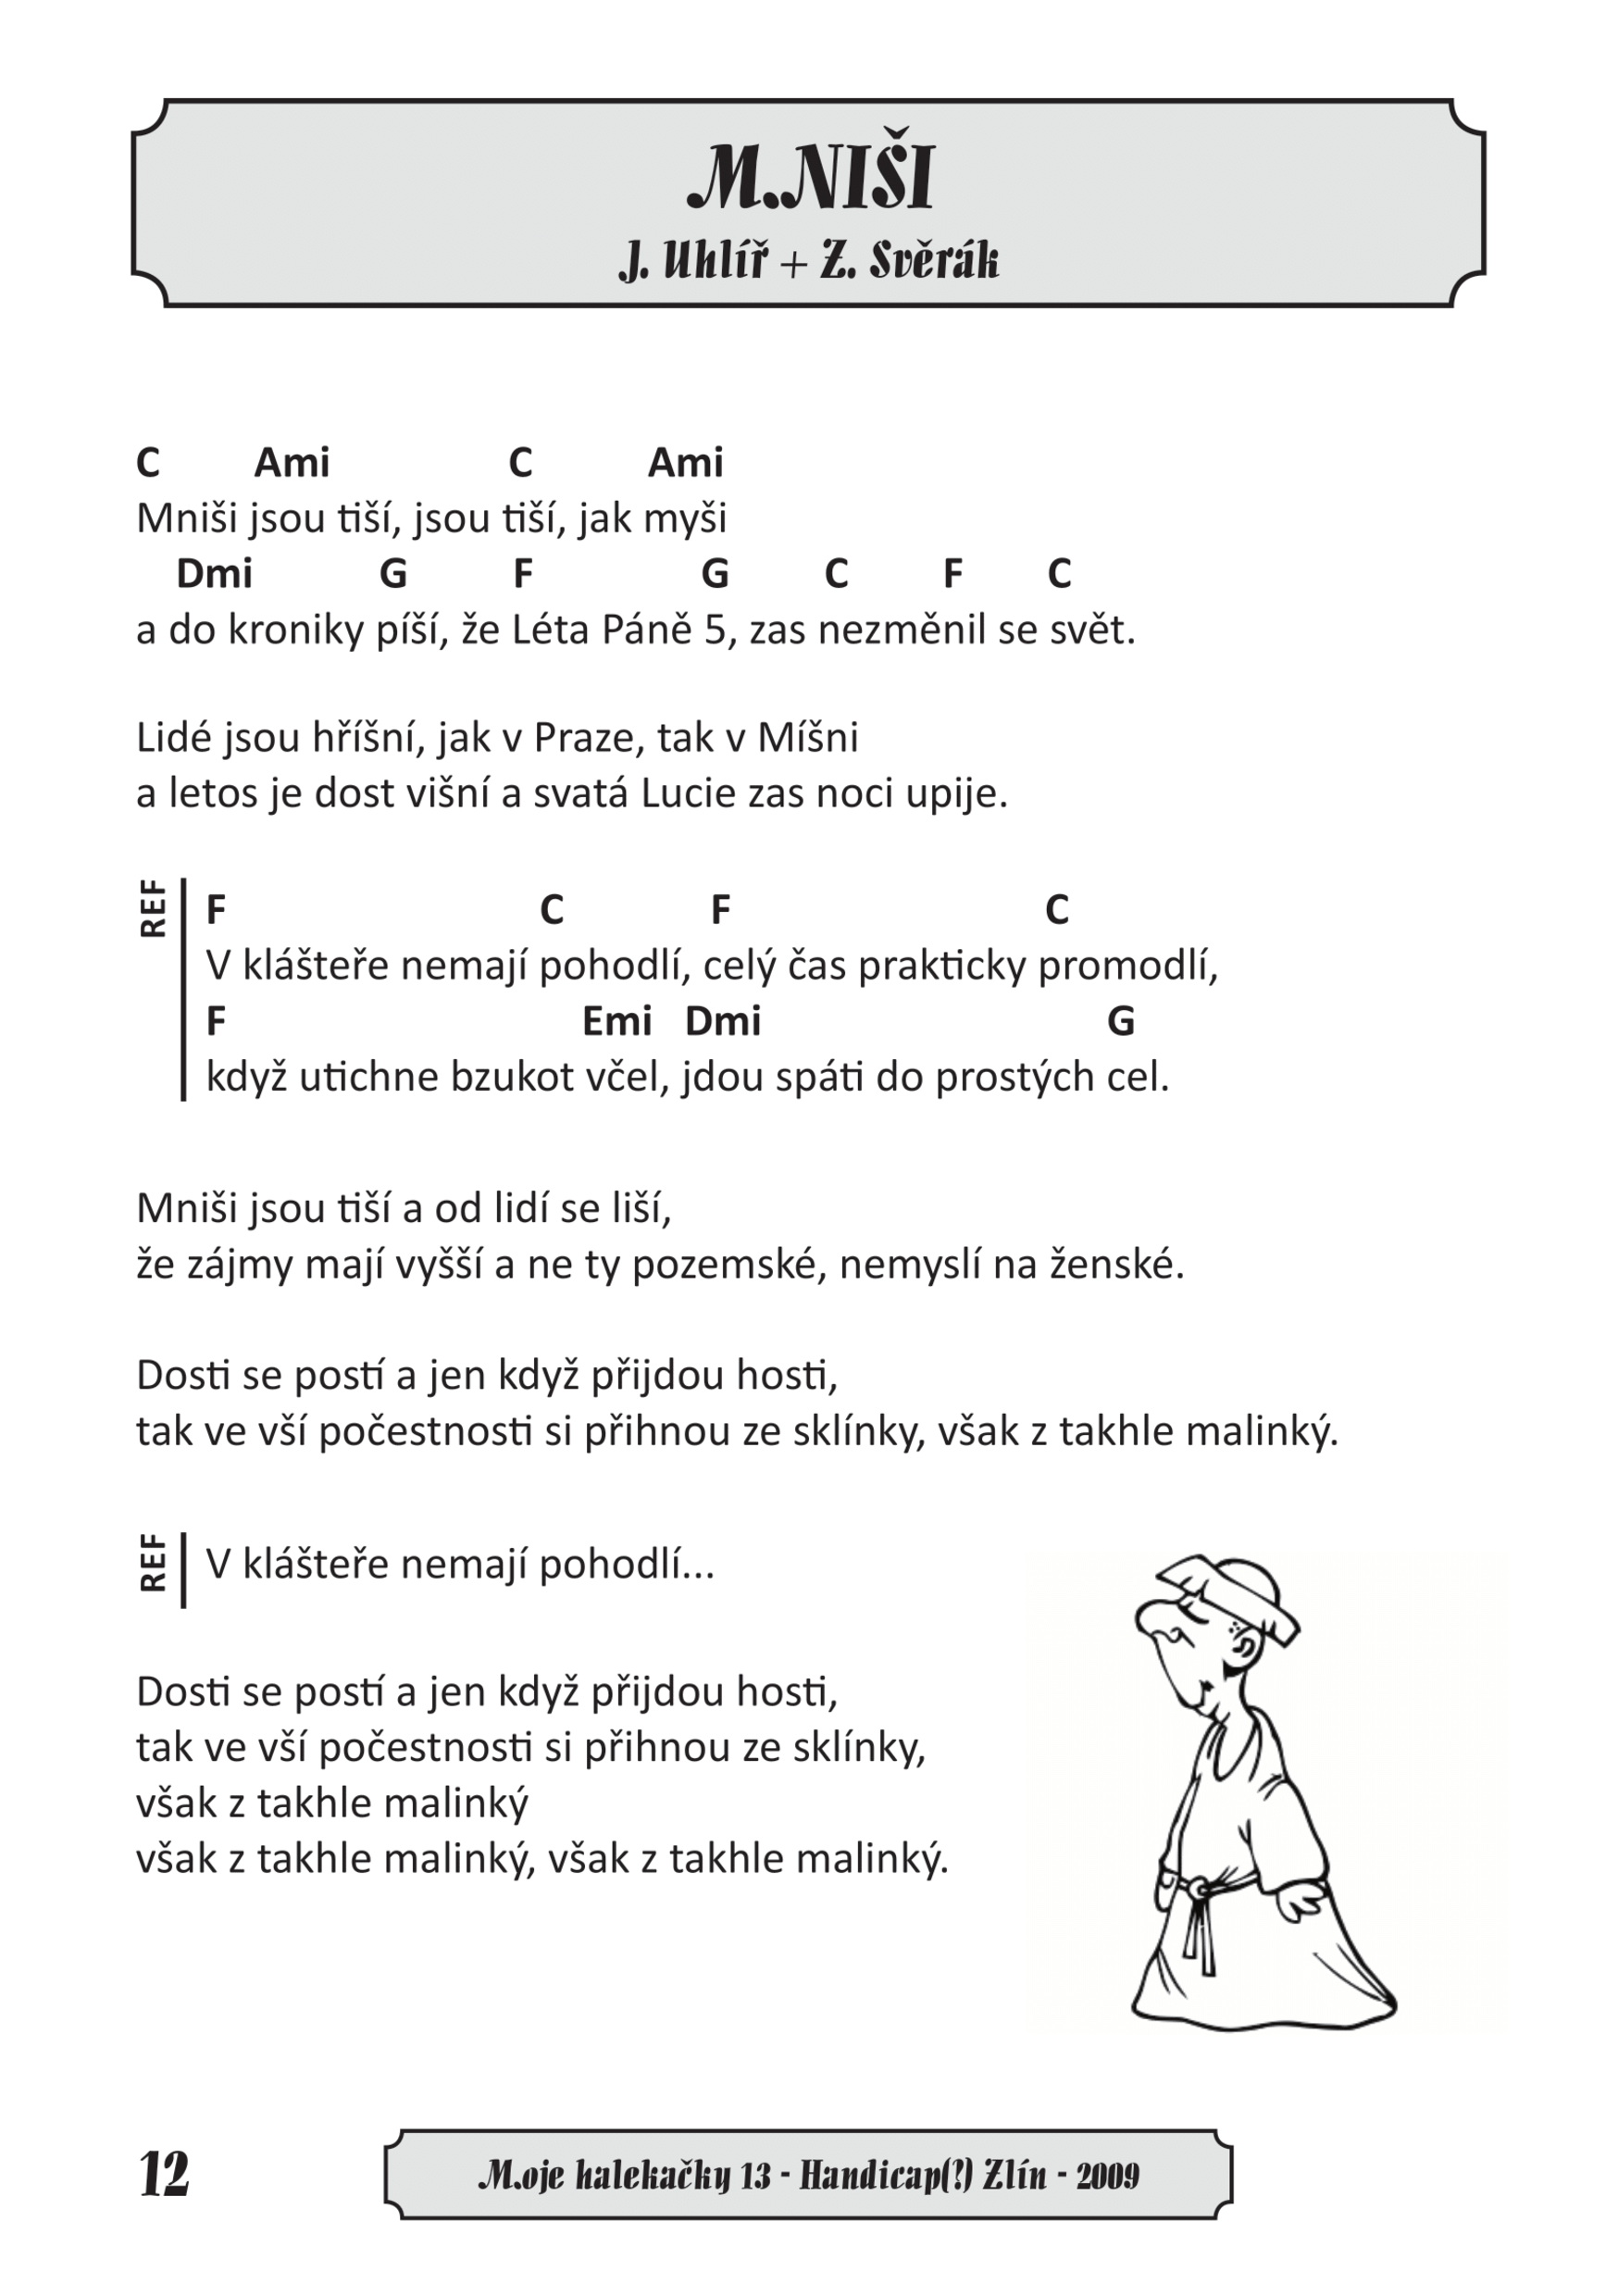 M.NIŠI
J. Uhlíř + Z. Svěrák
C Ami C Ami
Mniši jsou tiší, jsou tiší, jak myši
Dmi G F G C F C
a do kroniky píší, že Léta Páně 5, zas nezměnil se svět.
Lidé jsou hříšní, jak v Praze, tak v Míšni
a letos je dost višní a svatá Lucie zas noci upije.
REF
F C F C
V klášteře nemají pohodlí, celý čas prakticky promodlí,
F Emi Dmi G
když utichne bzukot včel, jdou spáti do prostých cel.
Mniši jsou tiší a od lidí se liší,
že zájmy mají vyšší a ne ty pozemské, nemyslí na ženské.
Dosti se postí a jen když přijdou hosti,
tak ve vší počestnosti si přihnou ze sklínky, však z takhle malinký.
REF
V klášteře nemají pohodlí...
Dosti se postí a jen když přijdou hosti,
tak ve vší počestnosti si přihnou ze sklínky,
však z takhle malinký
však z takhle malinký, však z takhle malinký.
12
M.oje halekačky 13 - Handicap(?) Zlín - 2009